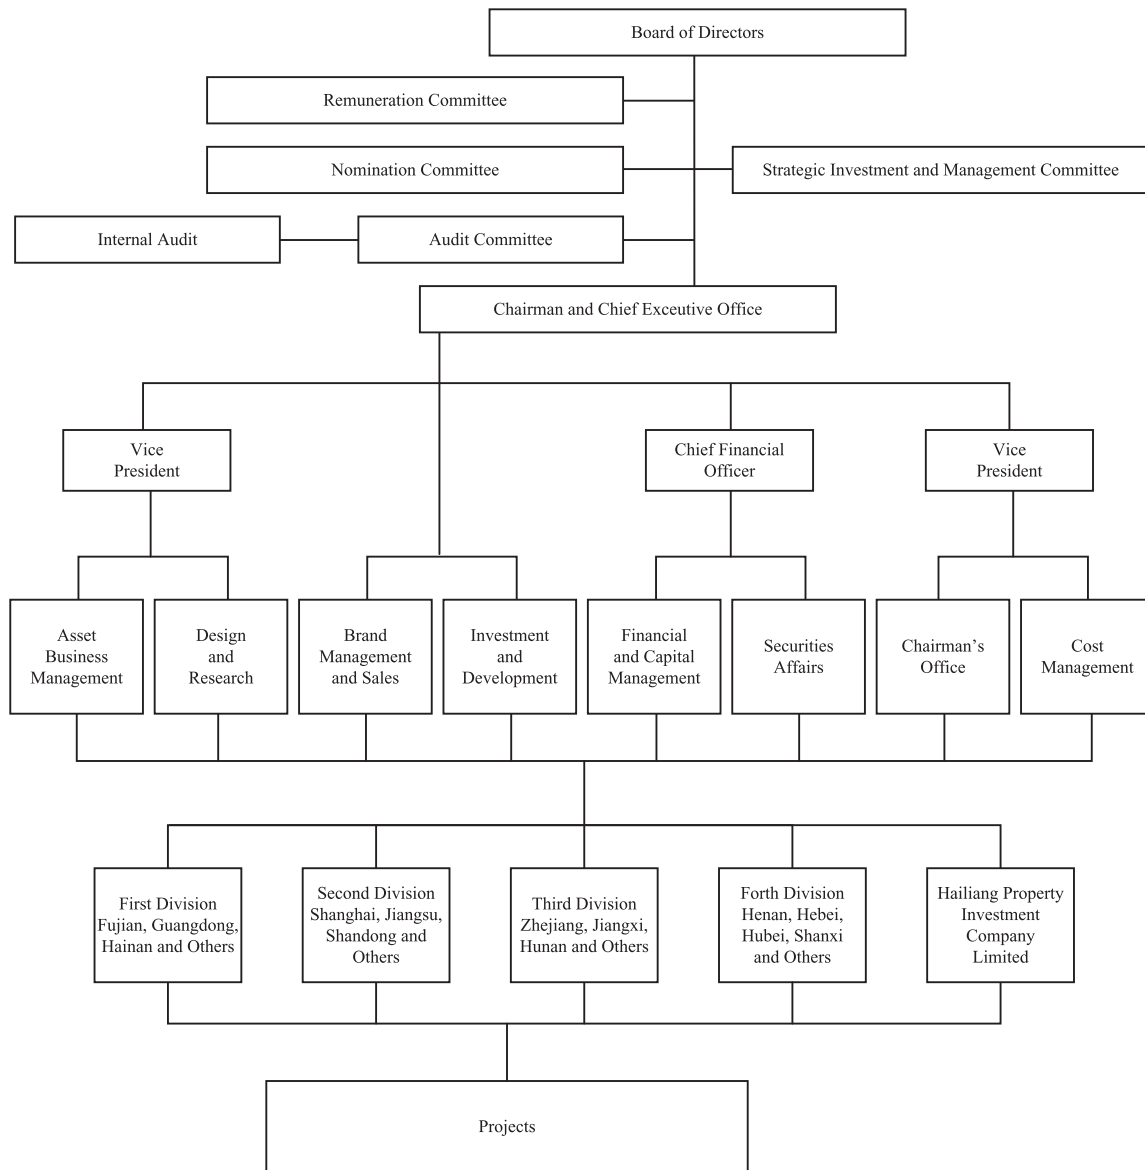 Board of Directors
Remuneration Committee
Nomination Committee
Strategic Investment and Management Committee
Internal Audit
Audit Committee
Chairman and Chief Exceutive Office
Vice
President
Chief Financial
Officer
Vice
President
Asset
Business
Management
Design
and
Research
Brand
Management
and Sales
Investment
and
Development
Financial
and Capital
Management
Securities
Affairs
Chairman’s
Office
Cost
Management
First Division
Fujian, Guangdong,
Hainan and Others
Second Division
Shanghai, Jiangsu,
Shandong and
Others
Third Division
Zhejiang, Jiangxi,
Hunan and Others
Forth Division
Henan, Hebei,
Hubei, Shanxi
and Others
Hailiang Property
Investment
Company
Limited
Projects